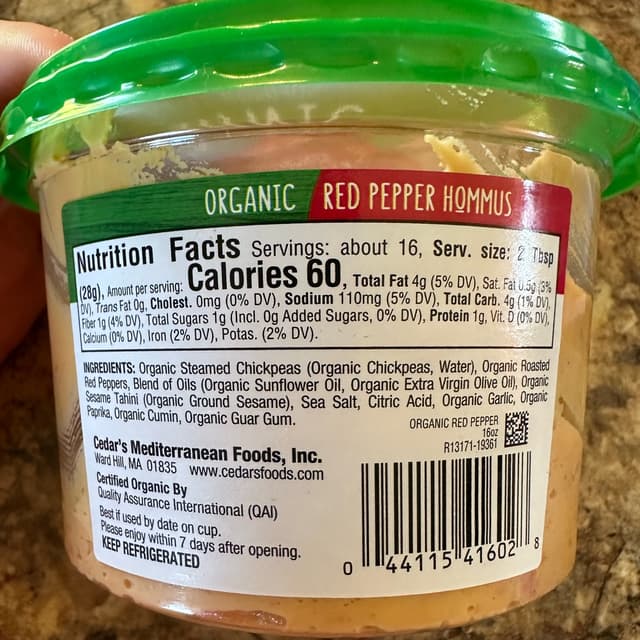 ORGANIC RED PEPPER HOMMUS
Nutrition Facts Servings: about 16, Serv. size: 2 Tbsp
(28g), Amount per serving: Calories 60, Total Fat 4g (5% DV), Sat. Fat 0.5g (3%
DV), Trans Fat 0g, Cholest. 0mg (0% DV), Sodium 110mg (5% DV), Total Carb. 4g (1% DV),
Fiber 1g (4% DV), Total Sugars 1g (Incl. 0g Added Sugars, 0% DV), Protein 1g, Vit. D (0% DV),
Calcium (0% DV), Iron (2% DV), Potas. (2% DV).
INGREDIENTS: Organic Steamed Chickpeas (Organic Chickpeas, Water), Organic Roasted
Red Peppers, Blend of Oils (Organic Sunflower Oil, Organic Extra Virgin Olive Oil), Organic
Sesame Tahini (Organic Ground Sesame), Sea Salt, Citric Acid, Organic Garlic, Organic
Paprika, Organic Cumin, Organic Guar Gum.
ORGANIC RED PEPPER
16oz
R13171-19361
Cedar's Mediterranean Foods, Inc.
Ward Hill, MA 01835 www.cedarsfoods.com
Certified Organic By
Quality Assurance International (QAI)
Best if used by date on cup.
Please enjoy within 7 days after opening.
KEEP REFRIGERATED
0 44115 41602 8